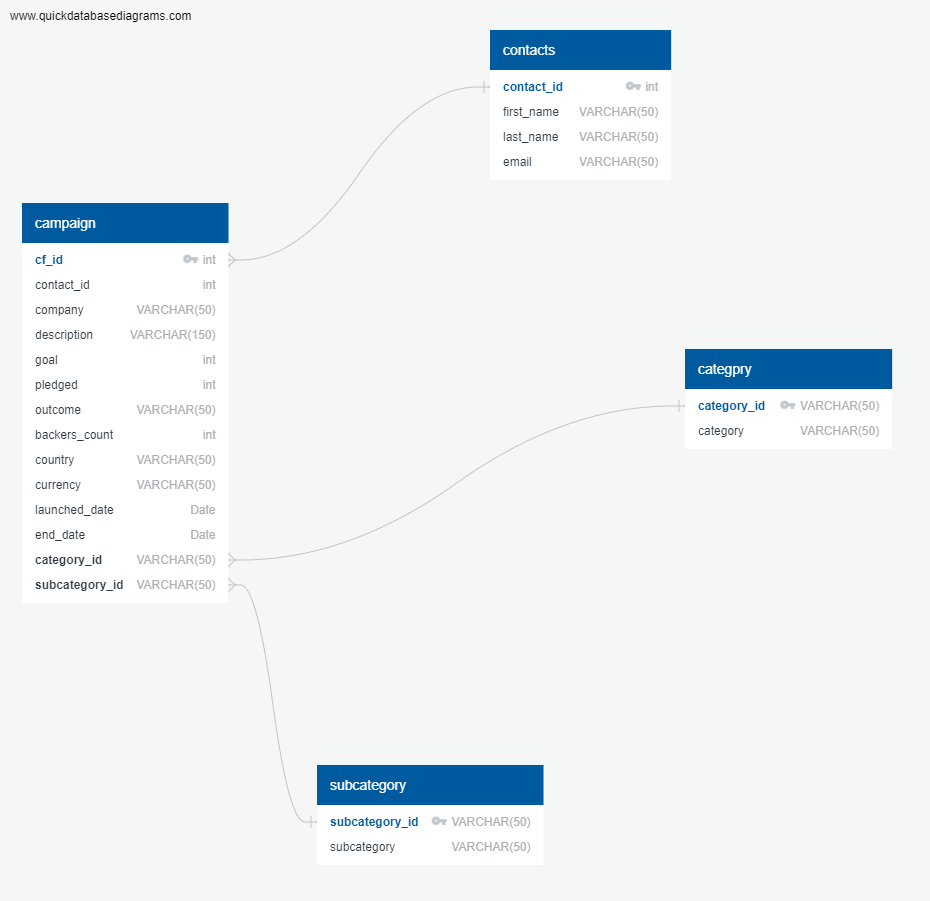 www.quickdatabasediagrams.com
contacts
contact_id int
first_name VARCHAR(50)
last_name VARCHAR(50)
email VARCHAR(50)
campaign
cf_id int
contact_id int
company VARCHAR(50)
description VARCHAR(150)
goal int
pledged int
outcome VARCHAR(50)
backers_count int
country VARCHAR(50)
currency VARCHAR(50)
launched_date Date
end_date Date
category_id VARCHAR(50)
subcategory_id VARCHAR(50)
categpry
category_id VARCHAR(50)
category VARCHAR(50)
subcategory
subcategory_id VARCHAR(50)
subcategory VARCHAR(50)